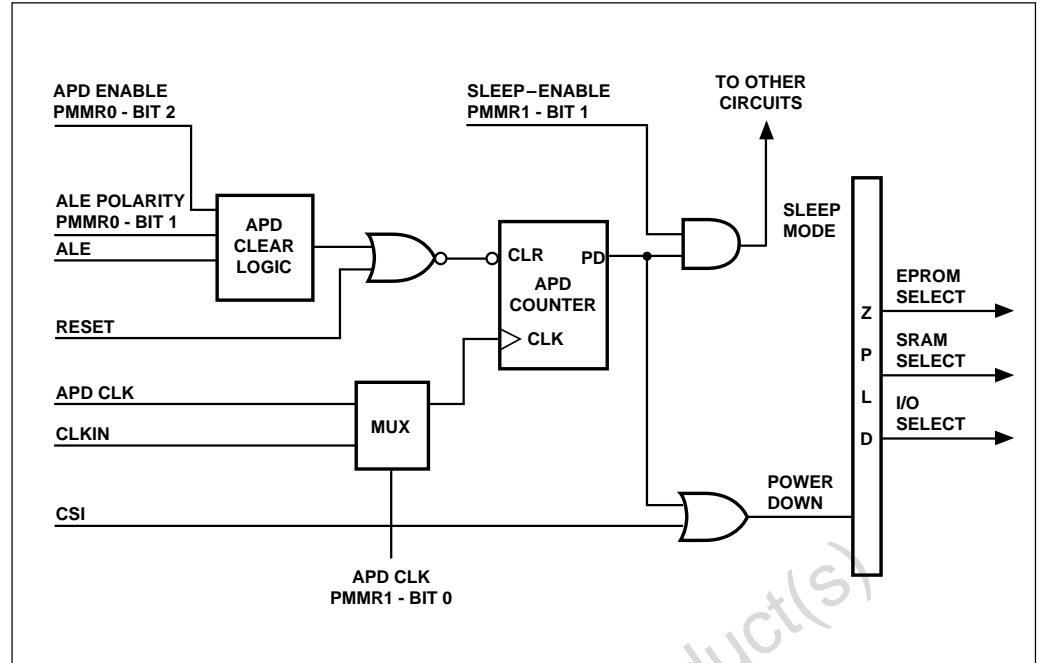 APD ENABLE
PMMR0 - BIT 2
SLEEP–ENABLE
PMMR1 - BIT 1
TO OTHER
CIRCUITS
ALE POLARITY
PMMR0 - BIT 1
ALE
APD
CLEAR
LOGIC
CLR
PD
APD
COUNTER
CLK
SLEEP
MODE
EPROM
SELECT
SRAM
SELECT
I/O
SELECT
Z
P
L
D
RESET
APD CLK
CLKIN
MUX
CSI
APD CLK
PMMR1 - BIT 0
POWER
DOWN